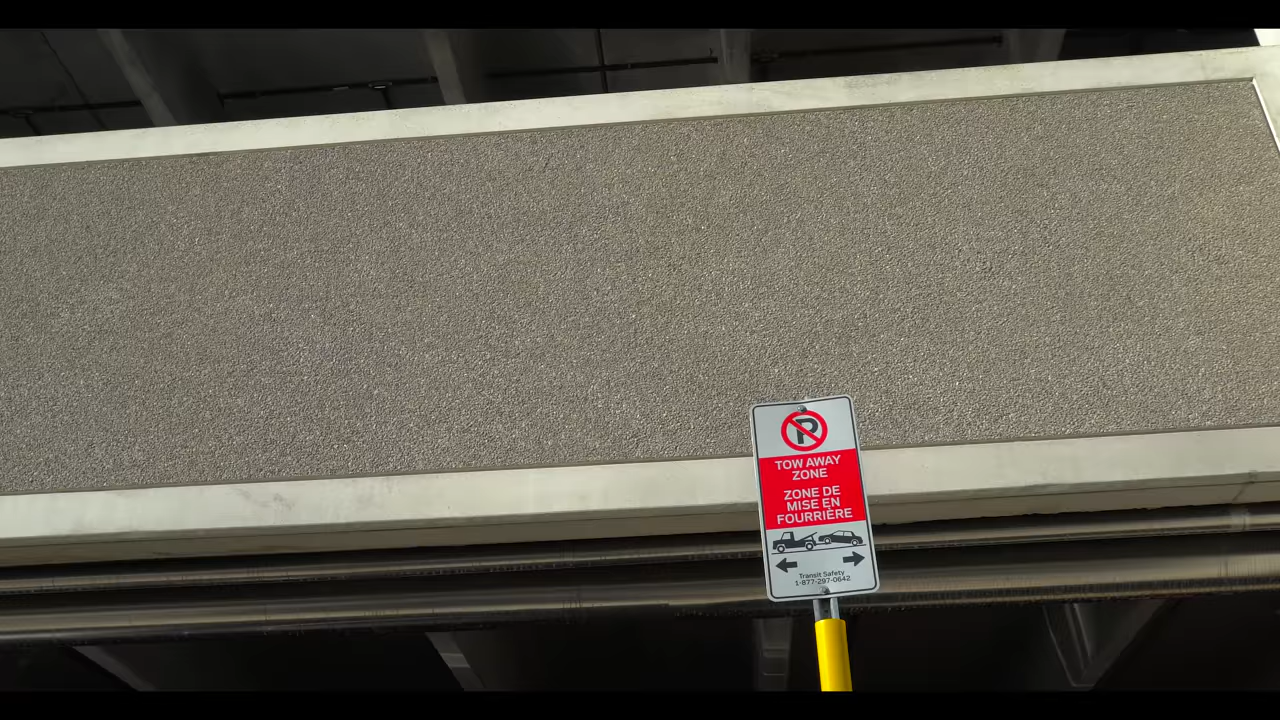 P
TOW AWAY
ZONE
ZONE DE
MISE EN
FOURRIÈRE
Transit Safety
1-877-297-0642